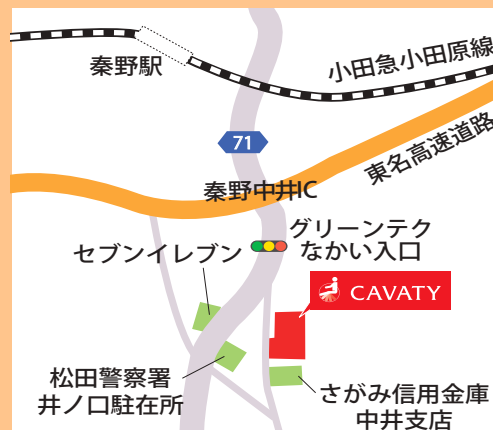 小田急小田原線
秦野駅
71
東名高速道路
秦野中井IC
グリーンテク
なかい入口
セブンイレブン
CAVATY
松田警察署
井ノ口駐在所
さがみ信用金庫
中井支店